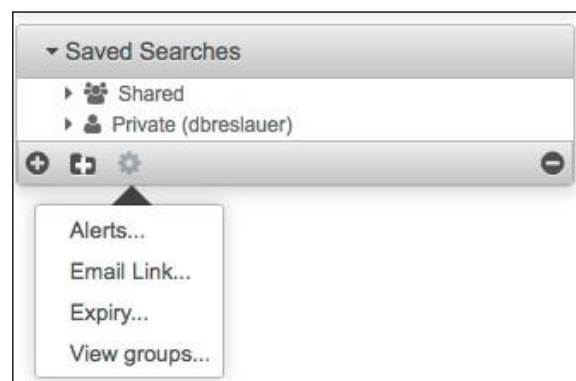 Saved Searches
Shared
Private (dbreslauer)
Alerts...
Email Link...
Expiry...
View groups...